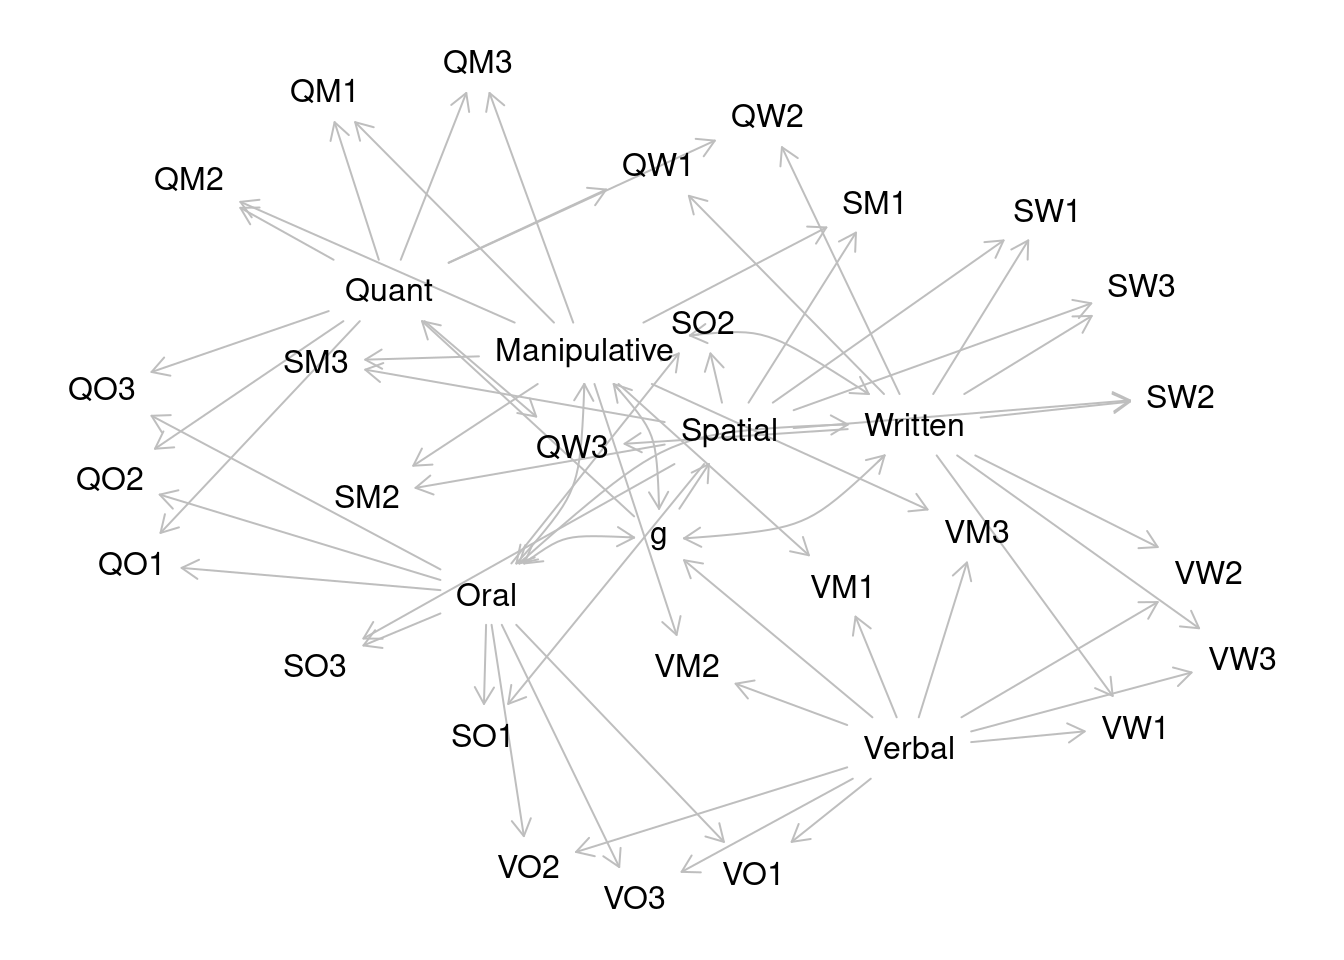 QM3
QM1
QW2
QW1
QM2
SM1
SW1
SW3
Quant
SO2
Manipulative
SM3
QO3
SW2
Written
Spatial
QW3
QO2
SM2
VM3
g
QO1
VW2
VM1
Oral
VW3
SO3
VM2
VW1
SO1
Verbal
VO2
VO1
VO3